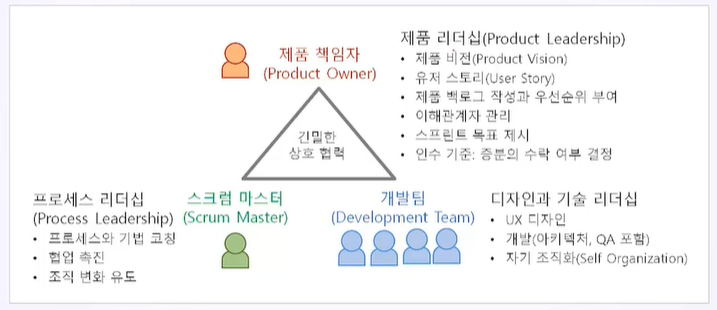 제품 책임자
(Product Owner)
제품 리더십(Product Leadership)
• 제품 비전(Product Vision)
• 유저 스토리(User Story)
• 제품 백로그 작성과 우선순위 부여
• 이해관계자 관리
• 스프린트 목표 제시
• 인수 기준: 증분의 수락 여부 결정
긴밀한
상호 협력
프로세스 리더십
(Process Leadership)
• 프로세스와 기법 코칭
• 협업 촉진
• 조직 변화 유도
스크럼 마스터
(Scrum Master)
개발팀
(Development Team)
디자인과 기술 리더십
• UX 디자인
• 개발(아키텍처, QA 포함)
• 자기 조직화(Self Organization)